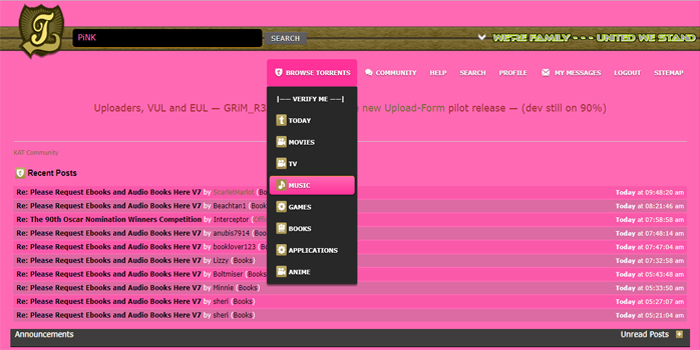 T
PiNK
SEARCH
WE'RE FAMILY - - - UNITED WE STAND
BROWSE TORRENTS
COMMUNITY
HELP
SEARCH
PROFILE
MY MESSAGES
LOGOUT
SITEMAP
|—— VERIFY ME ——|
TODAY
MOVIES
TV
MUSIC
GAMES
BOOKS
APPLICATIONS
ANIME
Uploaders, VUL and EUL — GRiM_R3 new Upload-Form pilot release — (dev still on 90%)
KAT Community
Recent Posts
Re: Please Request Ebooks and Audio Books Here V7 by (Boo Today at 09:48:20 am
Re: Please Request Ebooks and Audio Books Here V7 by Beachtan1 (Book Today at 08:21:46 am
Re: The 90th Oscar Nomination Winners Competition by Interceptor (Offi Today at 07:58:58 am
Re: Please Request Ebooks and Audio Books Here V7 by anubis7914 (Book Today at 07:48:14 am
Re: Please Request Ebooks and Audio Books Here V7 by booklover123 (Bo Today at 07:47:04 am
Re: Please Request Ebooks and Audio Books Here V7 by Lizzy (Books) Today at 07:32:58 am
Re: Please Request Ebooks and Audio Books Here V7 by Boltmiser (Books) Today at 05:43:48 am
Re: Please Request Ebooks and Audio Books Here V7 by Minnie (Books) Today at 05:33:50 am
Re: Please Request Ebooks and Audio Books Here V7 by sheri (Books) Today at 05:27:07 am
Re: Please Request Ebooks and Audio Books Here V7 by sheri (Books) Today at 05:21:04 am
Announcements
Unread Posts